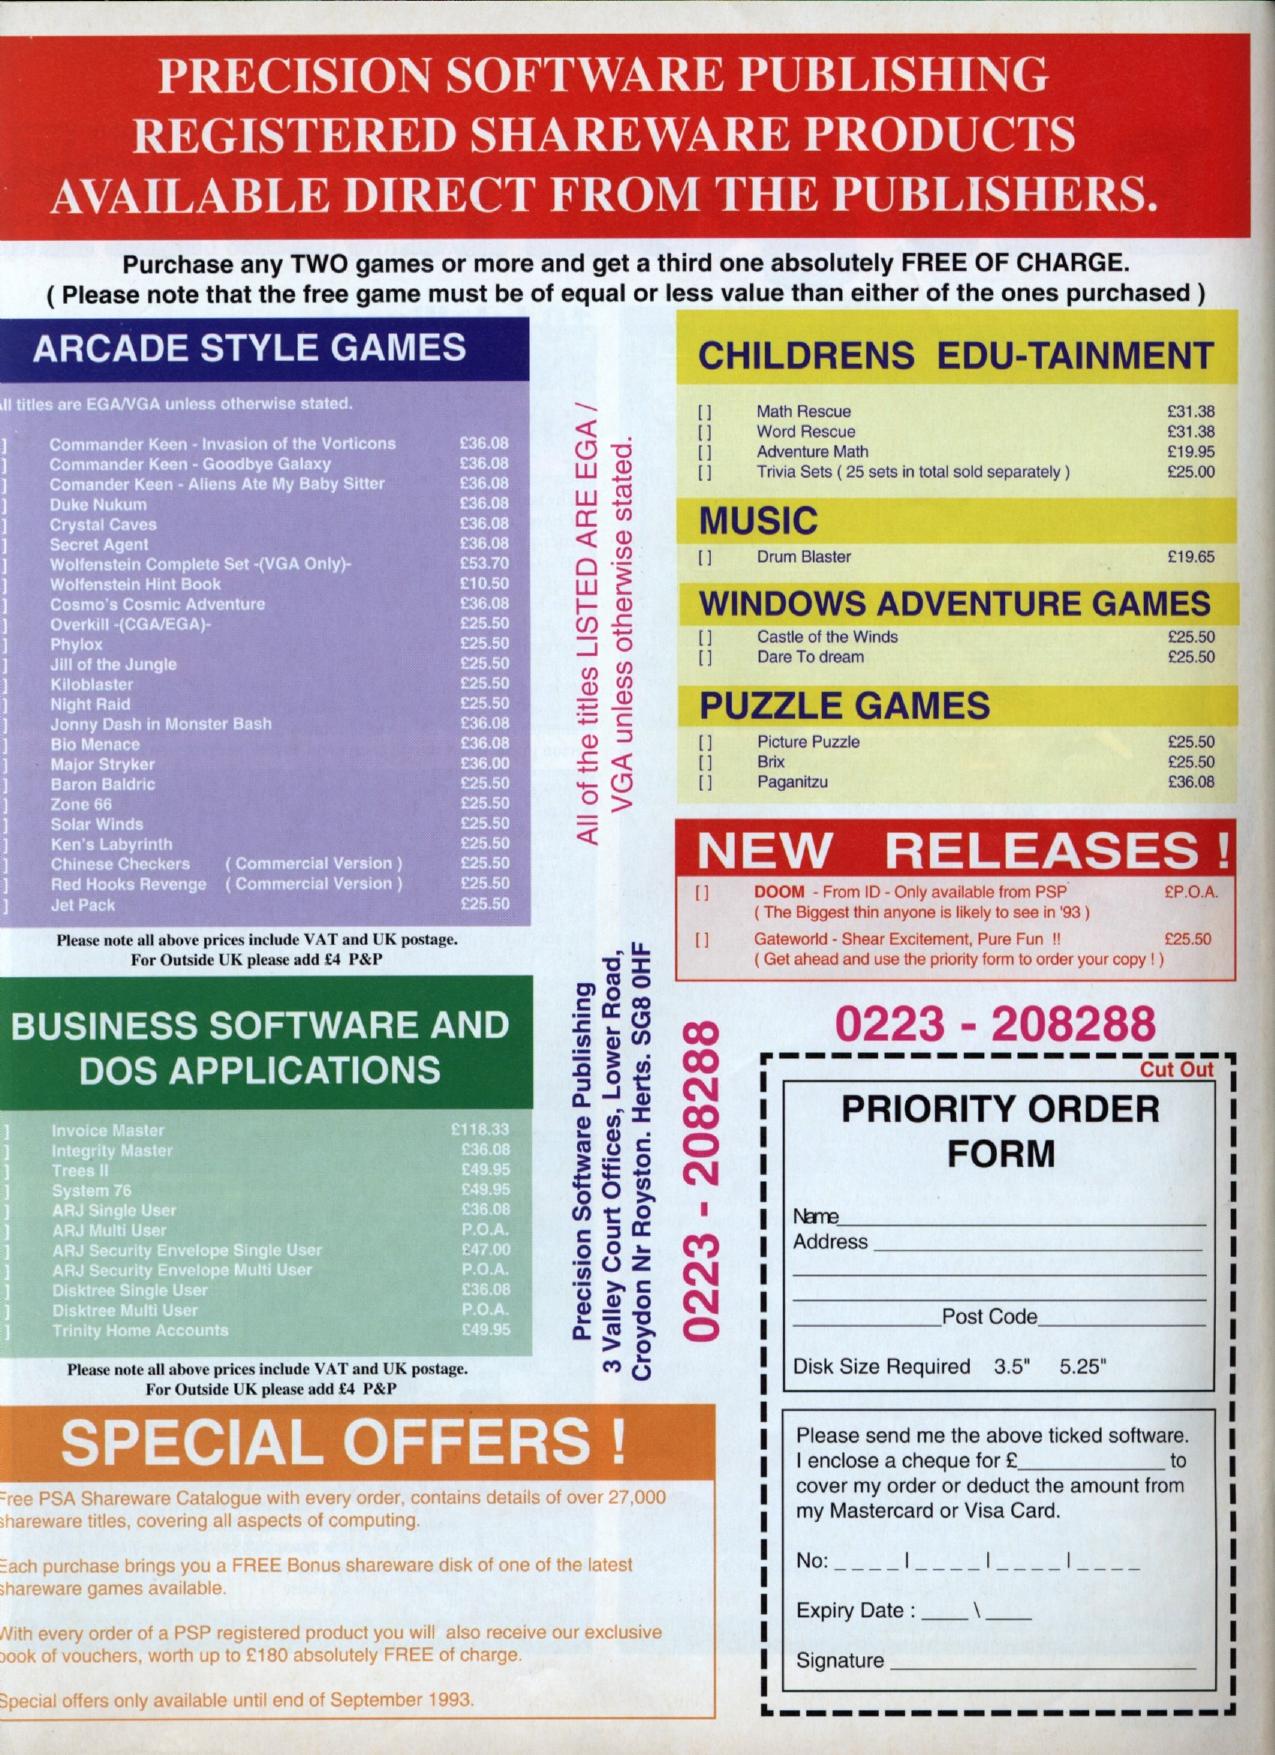 PRECISION SOFTWARE PUBLISHING
REGISTERED SHAREWARE PRODUCTS
AVAILABLE DIRECT FROM THE PUBLISHERS.
Purchase any TWO games or more and get a third one absolutely FREE OF CHARGE.
( Please note that the free game must be of equal or less value than either of the ones purchased )
ARCADE STYLE GAMES
ll titles are EGA/VGA unless otherwise stated.
] Commander Keen - Invasion of the Vorticons £36.08
] Commander Keen - Goodbye Galaxy £36.08
] Comander Keen - Aliens Ate My Baby Sitter £36.08
] Duke Nukum £36.08
] Crystal Caves £36.08
] Secret Agent £36.08
] Wolfenstein Complete Set -(VGA Only)- £53.70
] Wolfenstein Hint Book £10.50
] Cosmo's Cosmic Adventure £36.08
] Overkill -(CGA/EGA)- £25.50
] Phylox £25.50
] Jill of the Jungle £25.50
] Kiloblaster £25.50
] Night Raid £25.50
] Jonny Dash in Monster Bash £36.08
] Bio Menace £36.08
] Major Stryker £36.00
] Baron Baldric £25.50
] Zone 66 £25.50
] Solar Winds £25.50
] Ken's Labyrinth £25.50
] Chinese Checkers ( Commercial Version ) £25.50
] Red Hooks Revenge ( Commercial Version ) £25.50
] Jet Pack £25.50
Please note all above prices include VAT and UK postage.
For Outside UK please add £4 P&P
BUSINESS SOFTWARE AND
DOS APPLICATIONS
] Invoice Master £118.33
] Integrity Master £36.08
] Trees II £49.95
] System 76 £49.95
] ARJ Single User £36.08
] ARJ Multi User P.O.A.
] ARJ Security Envelope Single User £47.00
] ARJ Security Envelope Multi User P.O.A.
] Disktree Single User £36.08
] Disktree Multi User P.O.A.
] Trinity Home Accounts £49.95
Please note all above prices include VAT and UK postage.
For Outside UK please add £4 P&P
SPECIAL OFFERS !
Free PSA Shareware Catalogue with every order, contains details of over 27,000
shareware titles, covering all aspects of computing.
Each purchase brings you a FREE Bonus shareware disk of one of the latest
shareware games available.
With every order of a PSP registered product you will also receive our exclusive
book of vouchers, worth up to £180 absolutely FREE of charge.
Special offers only available until end of September 1993.
All of the titles LISTED ARE EGA /
VGA unless otherwise stated.
Precision Software Publishing
3 Valley Court Offices, Lower Road,
Croydon Nr Royston. Herts. SG8 0HF
0223 - 208288
CHILDRENS EDU-TAINMENT
[ ] Math Rescue £31.38
[ ] Word Rescue £31.38
[ ] Adventure Math £19.95
[ ] Trivia Sets ( 25 sets in total sold separately ) £25.00
MUSIC
[ ] Drum Blaster £19.65
WINDOWS ADVENTURE GAMES
[ ] Castle of the Winds £25.50
[ ] Dare To dream £25.50
PUZZLE GAMES
[ ] Picture Puzzle £25.50
[ ] Brix £25.50
[ ] Paganitzu £36.08
NEW RELEASES !
[ ] DOOM - From ID - Only available from PSP £P.O.A.
( The Biggest thin anyone is likely to see in '93 )
[ ] Gateworld - Shear Excitement, Pure Fun !! £25.50
( Get ahead and use the priority form to order your copy ! )
0223 - 208288
Cut Out
PRIORITY ORDER
FORM
Name____________
Address ____________
____________Post Code____________
Disk Size Required 3.5" 5.25"
Please send me the above ticked software.
I enclose a cheque for £____________ to
cover my order or deduct the amount from
my Mastercard or Visa Card.
No: _ _ _ _ | _ _ _ _ | _ _ _ _ | _ _ _ _
Expiry Date : ____ \ ____
Signature ____________